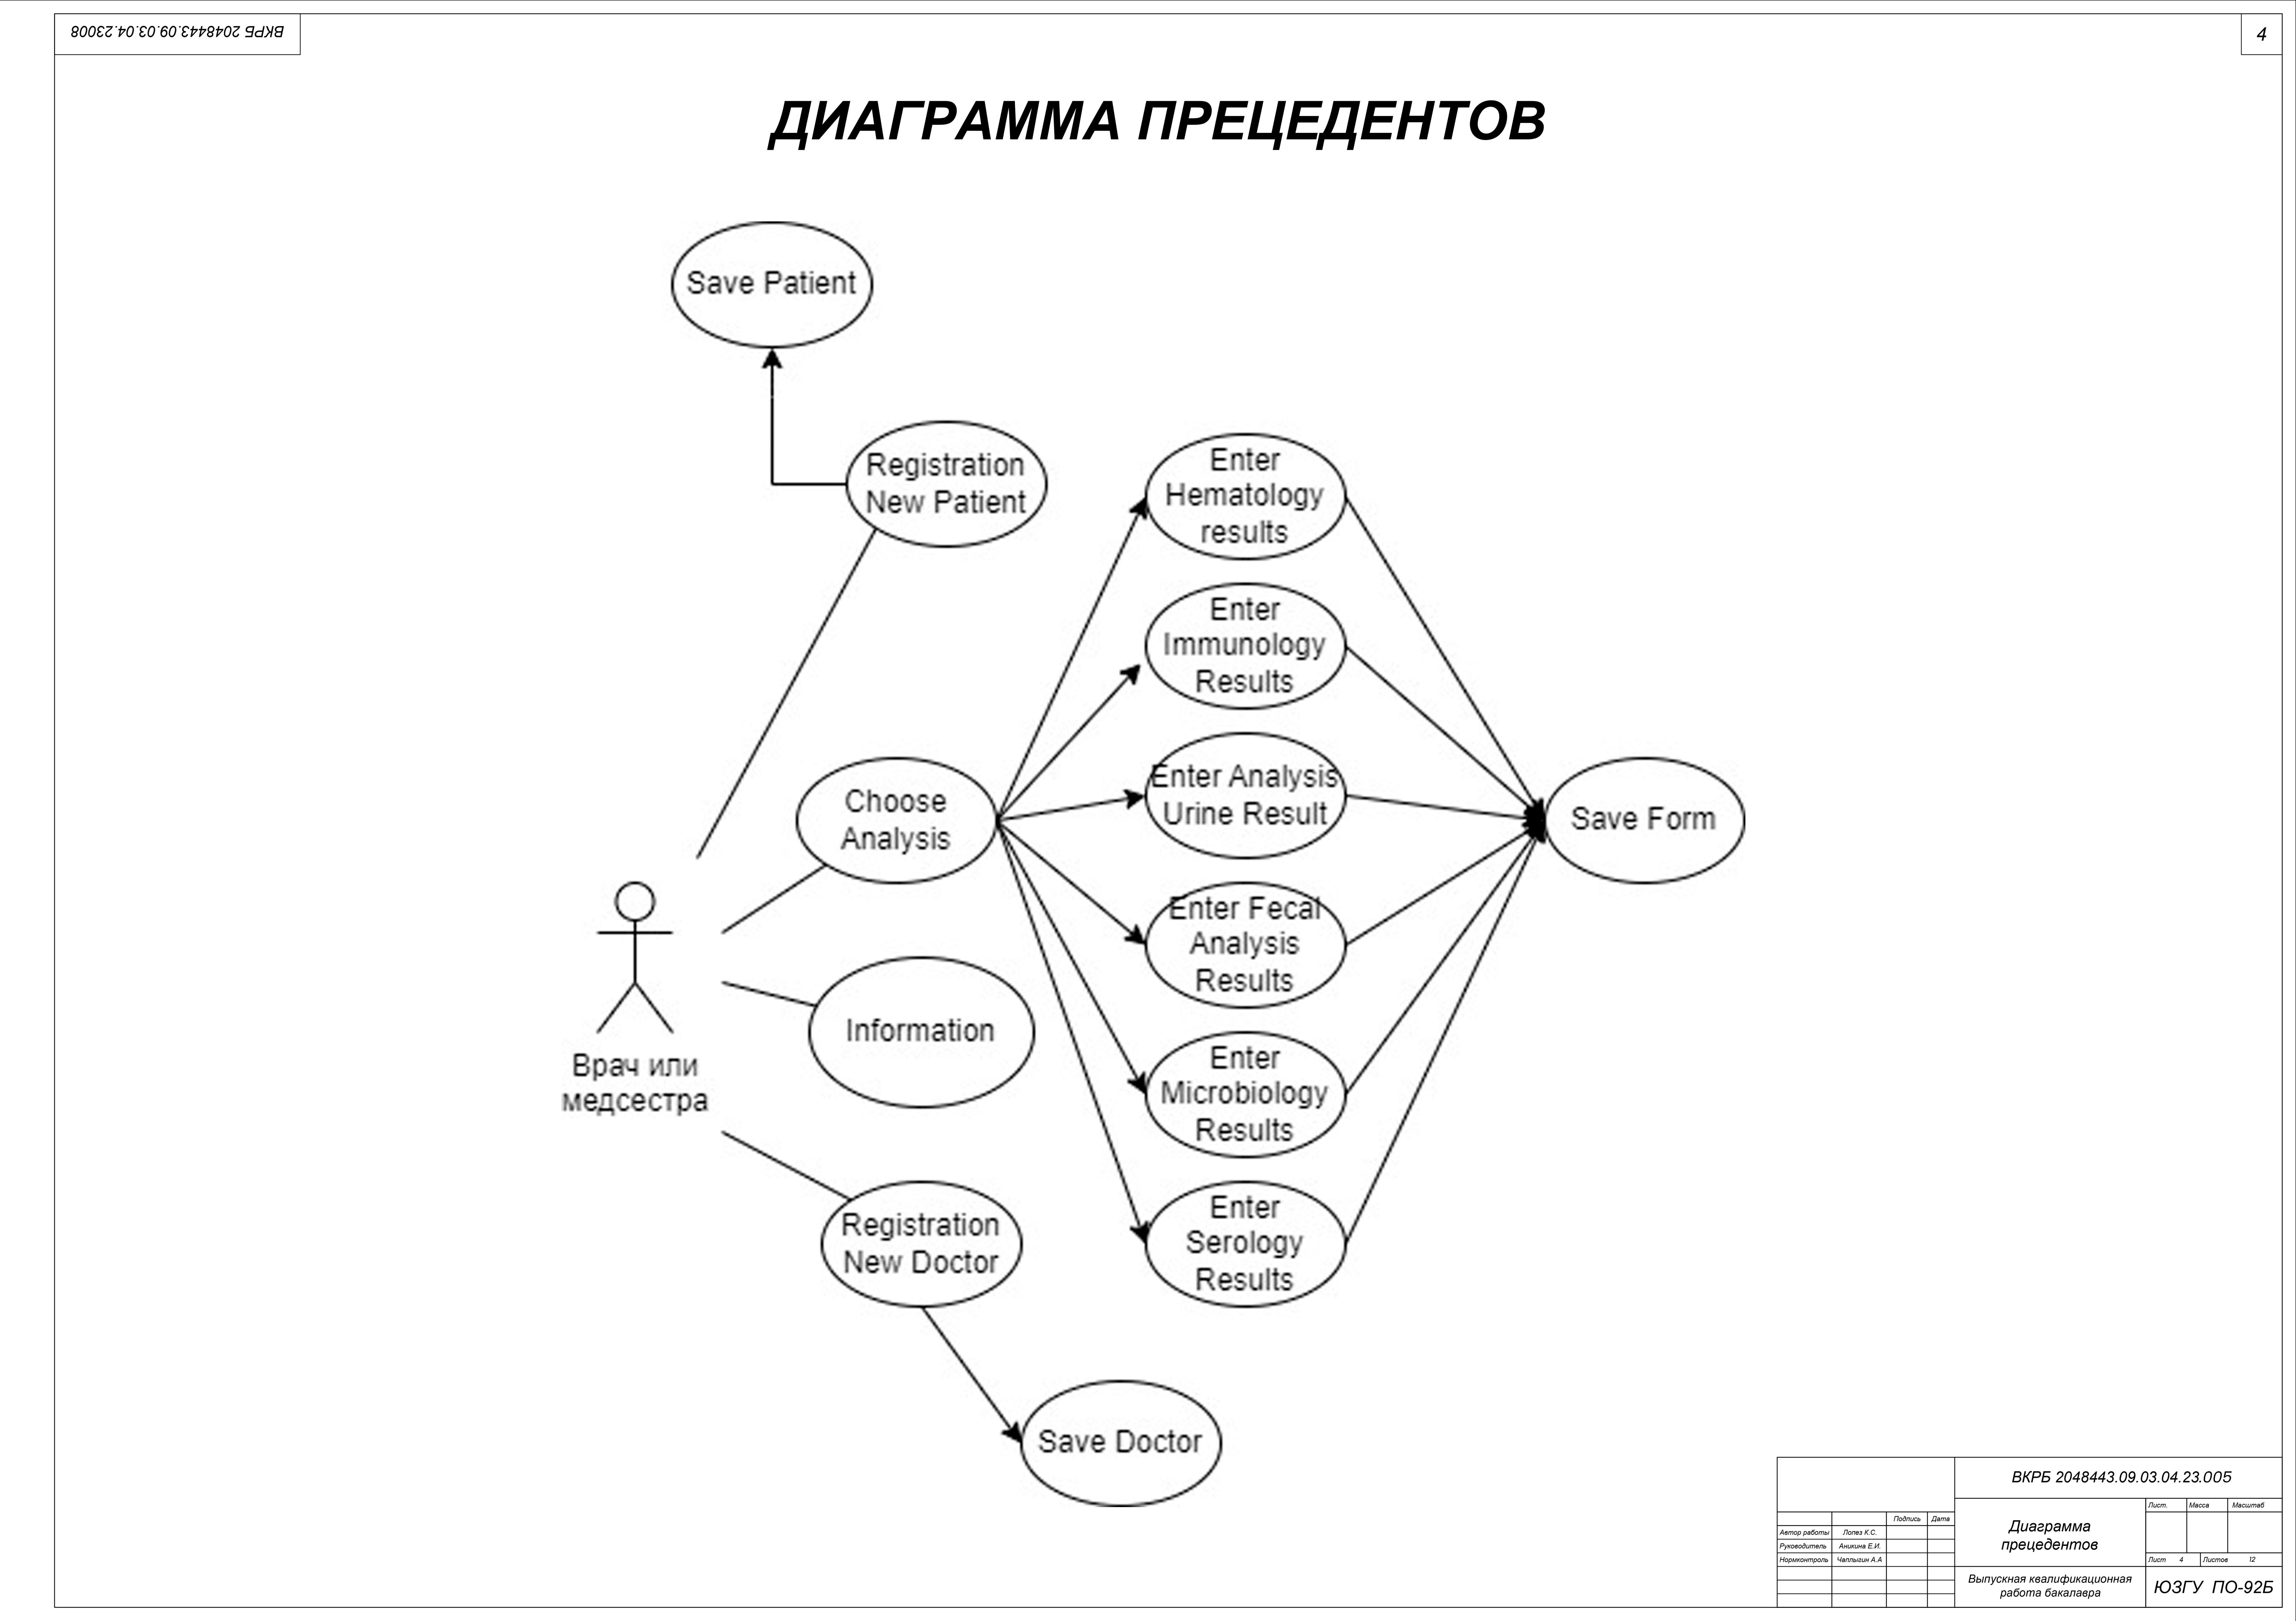 ВКРБ 2048443.09.03.04.23008
4
ДИАГРАММА ПРЕЦЕДЕНТОВ
Save Patient
Registration
New Patient
Enter
Hematology
results
Enter
Immunology
Results
Choose
Analysis
Enter Analysis
Urine Result
Save Form
Enter Fecal
Analysis
Results
Information
Врач или
медсестра
Enter
Microbiology
Results
Registration
New Doctor
Enter
Serology
Results
Save Doctor
ВКРБ 2048443.09.03.04.23.005
Лист. Масса Масштаб
Подпись Дата
Автор работы Лопез К.С.
Руководитель Аникина Е.И.
Нормконтроль Чаплыгин А.А
Диаграмма
прецедентов
Лист 4 Листов 12
Выпускная квалификационная
работа бакалавра
ЮЗГУ ПО-92Б